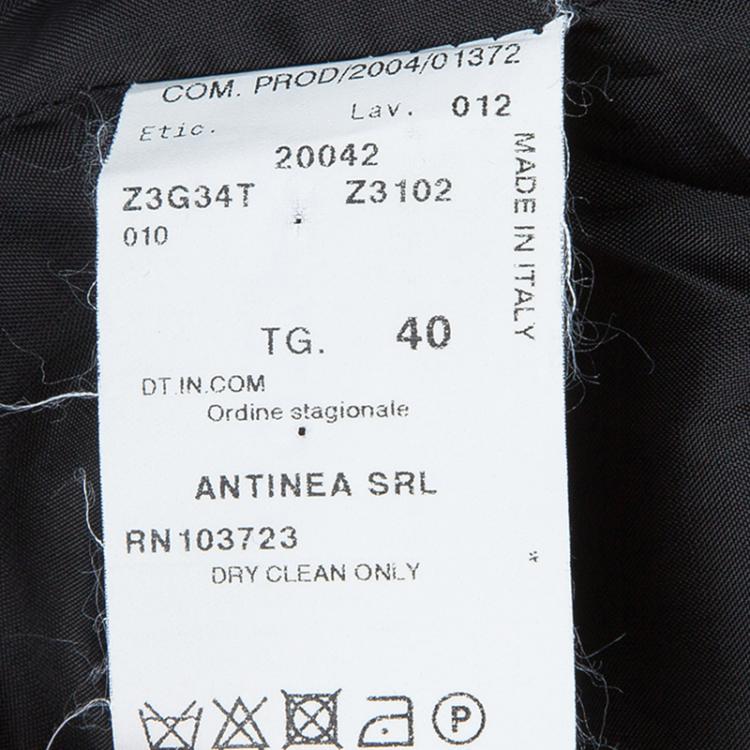 COM. PROD/2004/01372
Etic. Lav. 012
20042
Z3G34T Z3102
010
MADE IN ITALY
TG. 40
DT.IN.COM
Ordine stagionale
ANTINEA SRL
RN103723
DRY CLEAN ONLY
P